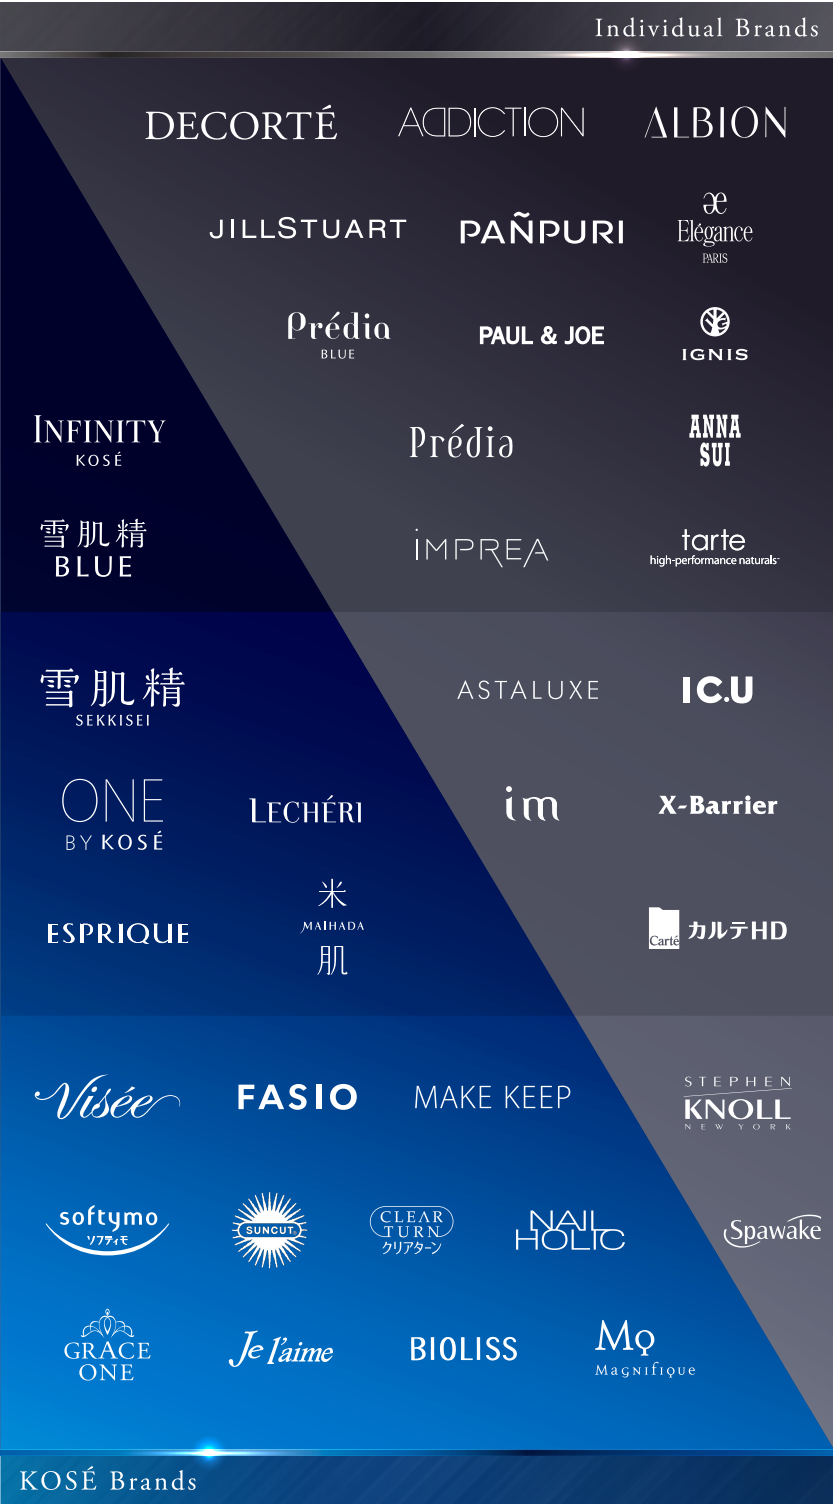 Individual Brands
DECORTÉ
ADDICTION
ALBION
JILLSTUART
PAÑPURI
æ
Elégance
PARIS
Prédia
BLUE
PAUL & JOE
IGNIS
INFINITY
KOSÉ
Prédia
ANNA
SUI
雪肌精
BLUE
iMPREA
tarte
high-performance naturals™
雪肌精
SEKKISEI
ASTALUXE
IC.U
ONE
BY KOSÉ
LECHÉRI
im
X-Barrier
ESPRIQUE
米
MAIHADA
肌
Carté
カルテHD
Visée
FASIO
MAKE KEEP
STEPHEN
KNOLL
NEW YORK
softymo
ソフティモ
SUNCUT®
CLEAR
TURN
クリアターン
NAIL
HOLIC
Spawake
GRACE
ONE
Je l'aime
BIOLISS
MQ
MAGNIFIQUE
KOSÉ Brands